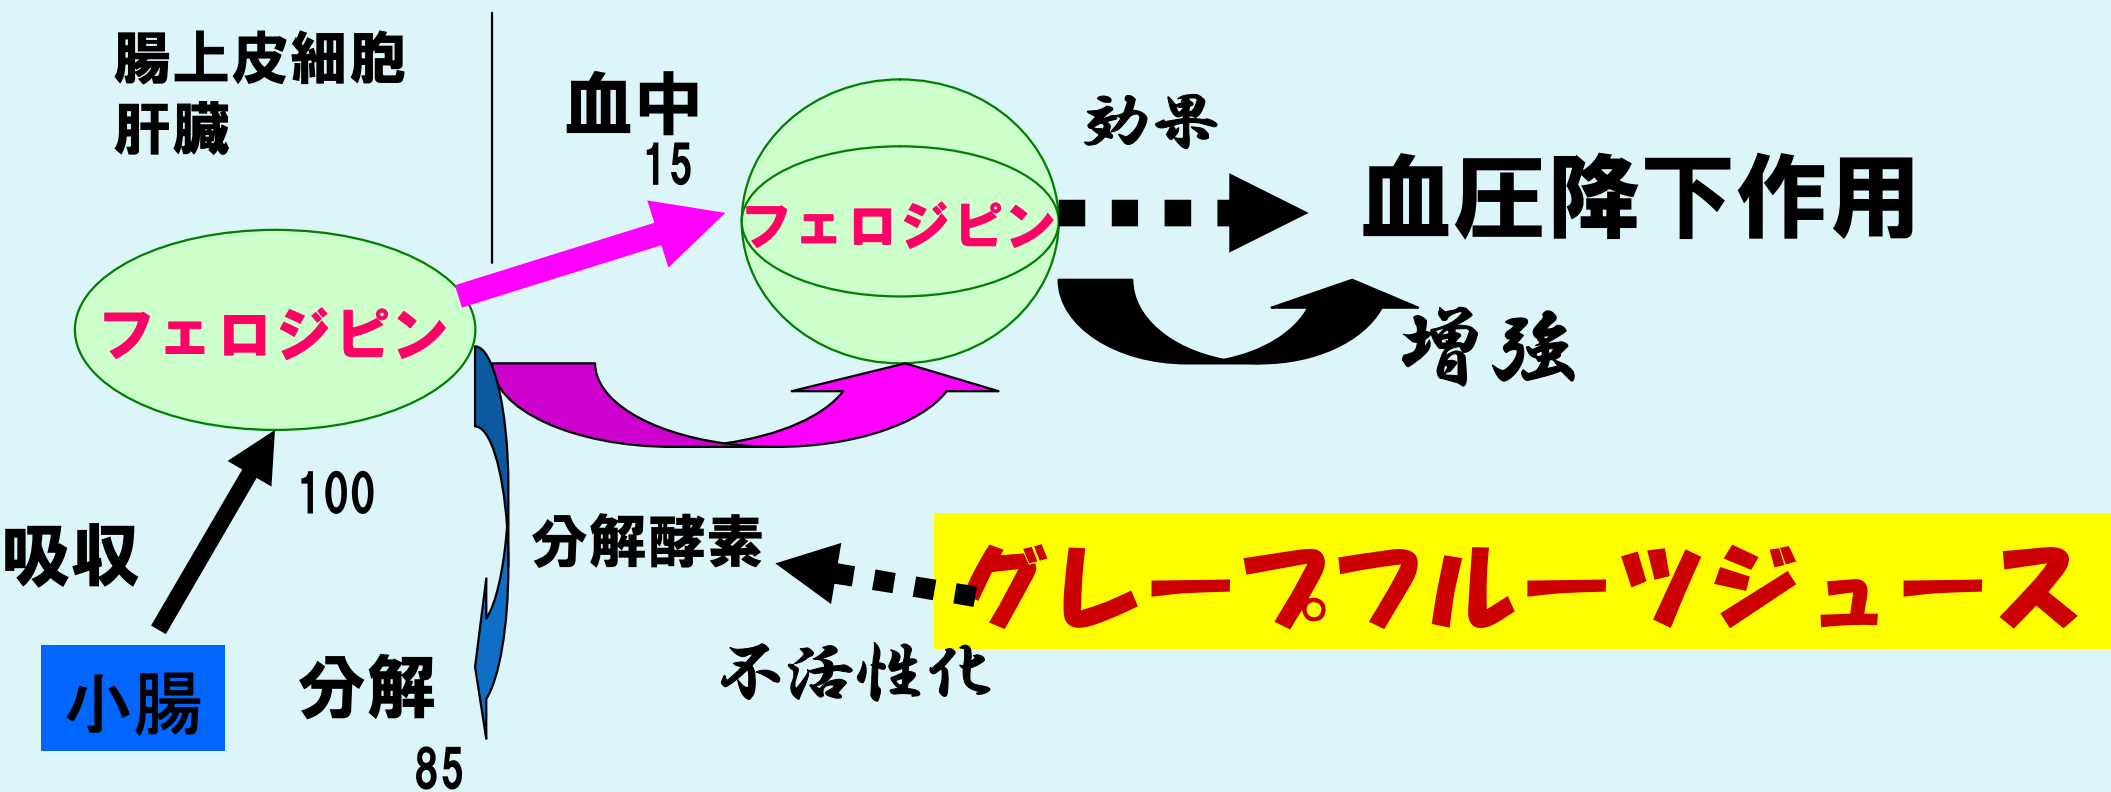 腸上皮細胞
肝臓
血中
15
効果
フェロジピン
血圧降下作用
フェロジピン
増強
100
吸収
分解酵素
グレープフルーツジュース
不活性化
小腸
分解
85